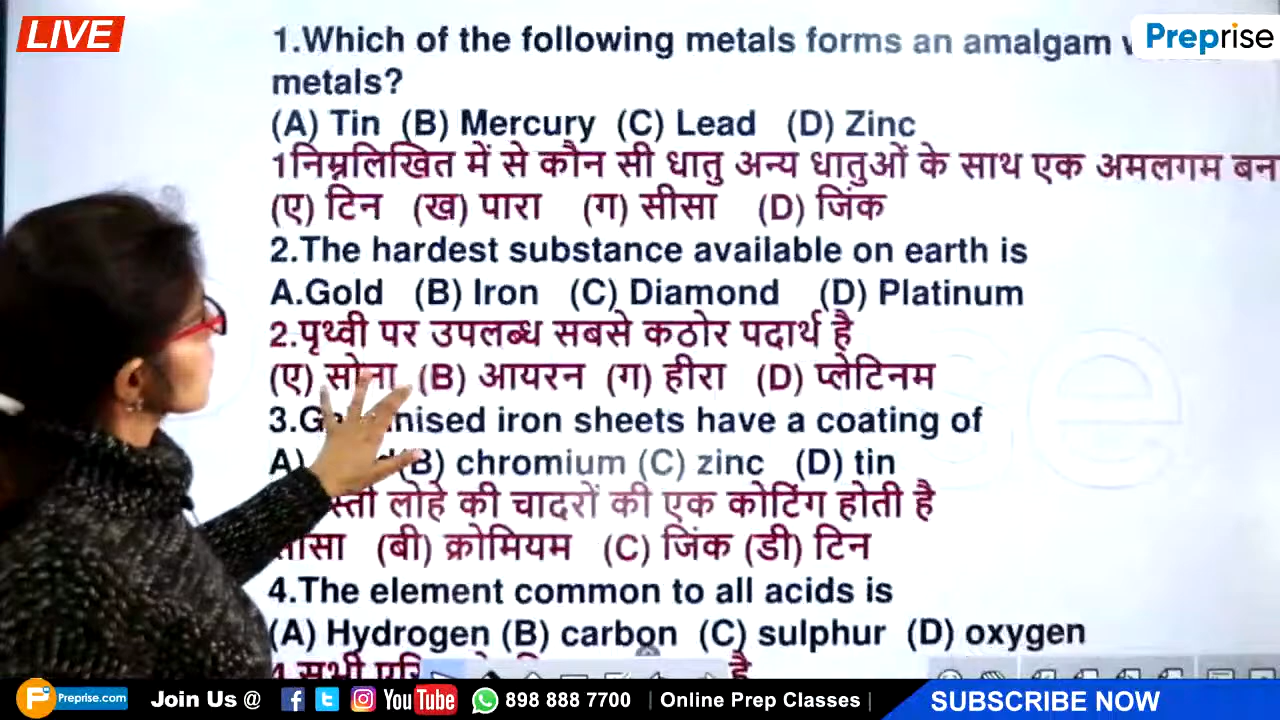 LIVE
Preprise
1.Which of the following metals forms an amalgam
metals?
(A) Tin (B) Mercury (C) Lead (D) Zinc
1निम्नलिखित में से कौन सी धातु अन्य धातुओं के साथ एक अमलगम बन
(ए) टिन (ख) पारा (ग) सीसा (D) जिंक
2.The hardest substance available on earth is
A.Gold (B) Iron (C) Diamond (D) Platinum
2.पृथ्वी पर उपलब्ध सबसे कठोर पदार्थ है
(ए) सोना (B) आयरन (ग) हीरा (D) प्लेटिनम
iron sheets have a coating of
A) (B) chromium (C) zinc (D) tin
लोहे की चादरों की एक कोटिंग होती है
(बी) क्रोमियम (C) जिंक (डी) टिन
4.The element common to all acids is
(A) Hydrogen (B) carbon (C) sulphur (D) oxygen
है
Preprise.com Join Us @ YouTube 898 888 7700 | Online Prep Classes | SUBSCRIBE NOW